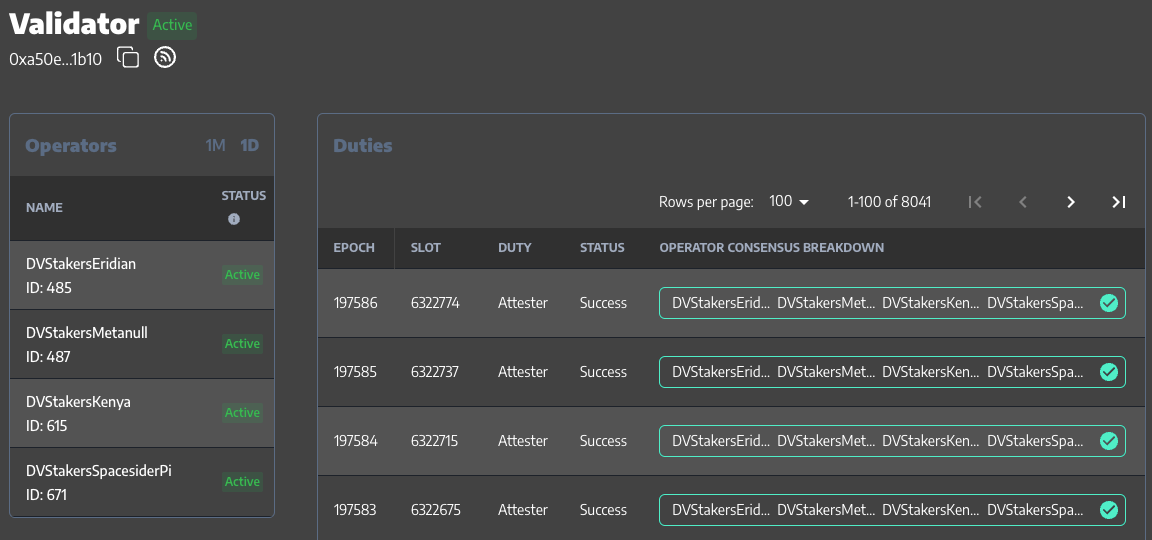 Validator Active
0xa50e...1b10
Operators 1M 1D
NAME STATUS
DVStakersEridian
ID: 485
Active
DVStakersMetanull
ID: 487
Active
DVStakersKenya
ID: 615
Active
DVStakersSpacesiderPi
ID: 671
Active
Duties
Rows per page: 100 1-100 of 8041
EPOCH SLOT DUTY STATUS OPERATOR CONSENSUS BREAKDOWN
197586 6322774 Attester Success DVStakersErid... DVStakersMet... DVStakersKen... DVStakersSpa...
197585 6322737 Attester Success DVStakersErid... DVStakersMet... DVStakersKen... DVStakersSpa...
197584 6322715 Attester Success DVStakersErid... DVStakersMet... DVStakersKen... DVStakersSpa...
197583 6322675 Attester Success DVStakersErid... DVStakersMet... DVStakersKen... DVStakersSpa...